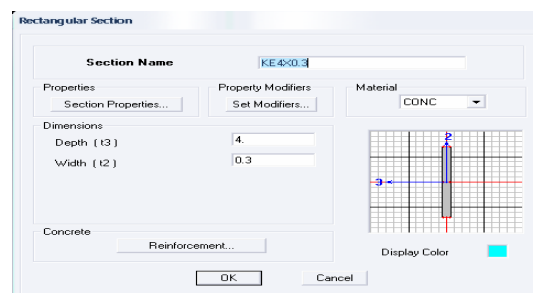 Rectangular Section
Section Name
KE4X0.3
Properties
Section Properties...
Property Modifiers
Set Modifiers...
Material
CONC
Dimensions
Depth ( t3 )
4.
Width ( t2 )
0.3
2
3
Concrete
Reinforcement...
Display Color
OK
Cancel